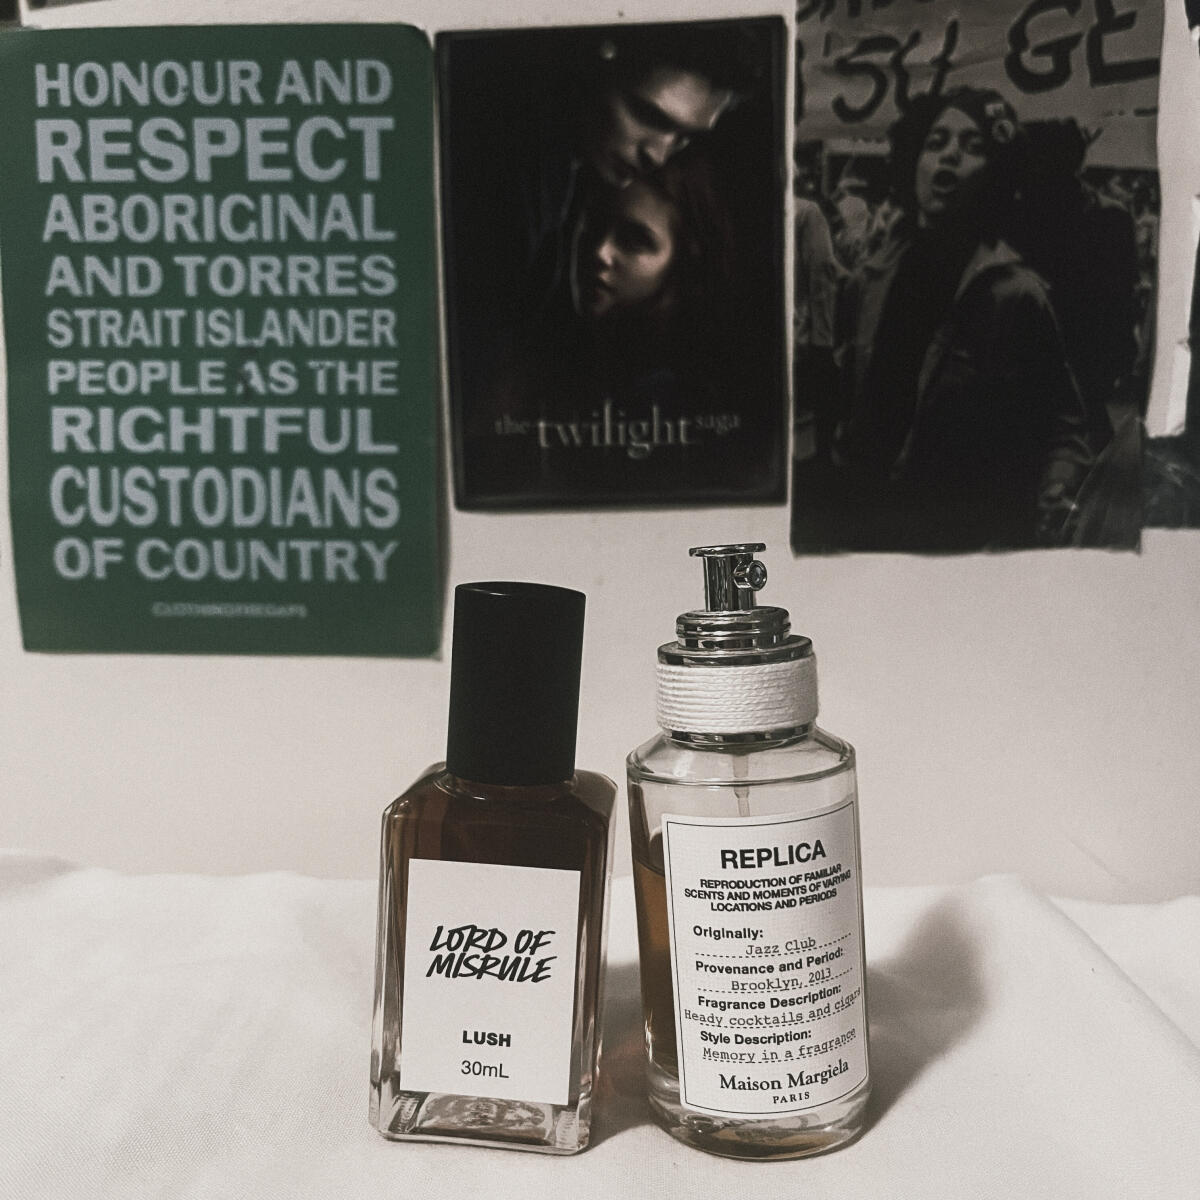 HONOUR AND
RESPECT
ABORIGINAL
AND TORRES
STRAIT ISLANDER
PEOPLE AS THE
RIGHTFUL
CUSTODIANS
OF COUNTRY
CLOTHINGTHEGAPS
the twilight saga
SU GE
LORD OF
MISRULE
LUSH
30mL
REPLICA
REPRODUCTION OF FAMILIAR
SCENTS AND MOMENTS OF VARYING
LOCATIONS AND PERIODS
Originally:
Jazz Club
Provenance and Period:
Brooklyn, 2013
Fragrance Description:
Heady cocktails and cigars
Style Description:
Memory in a fragrance
Maison Margiela
PARIS